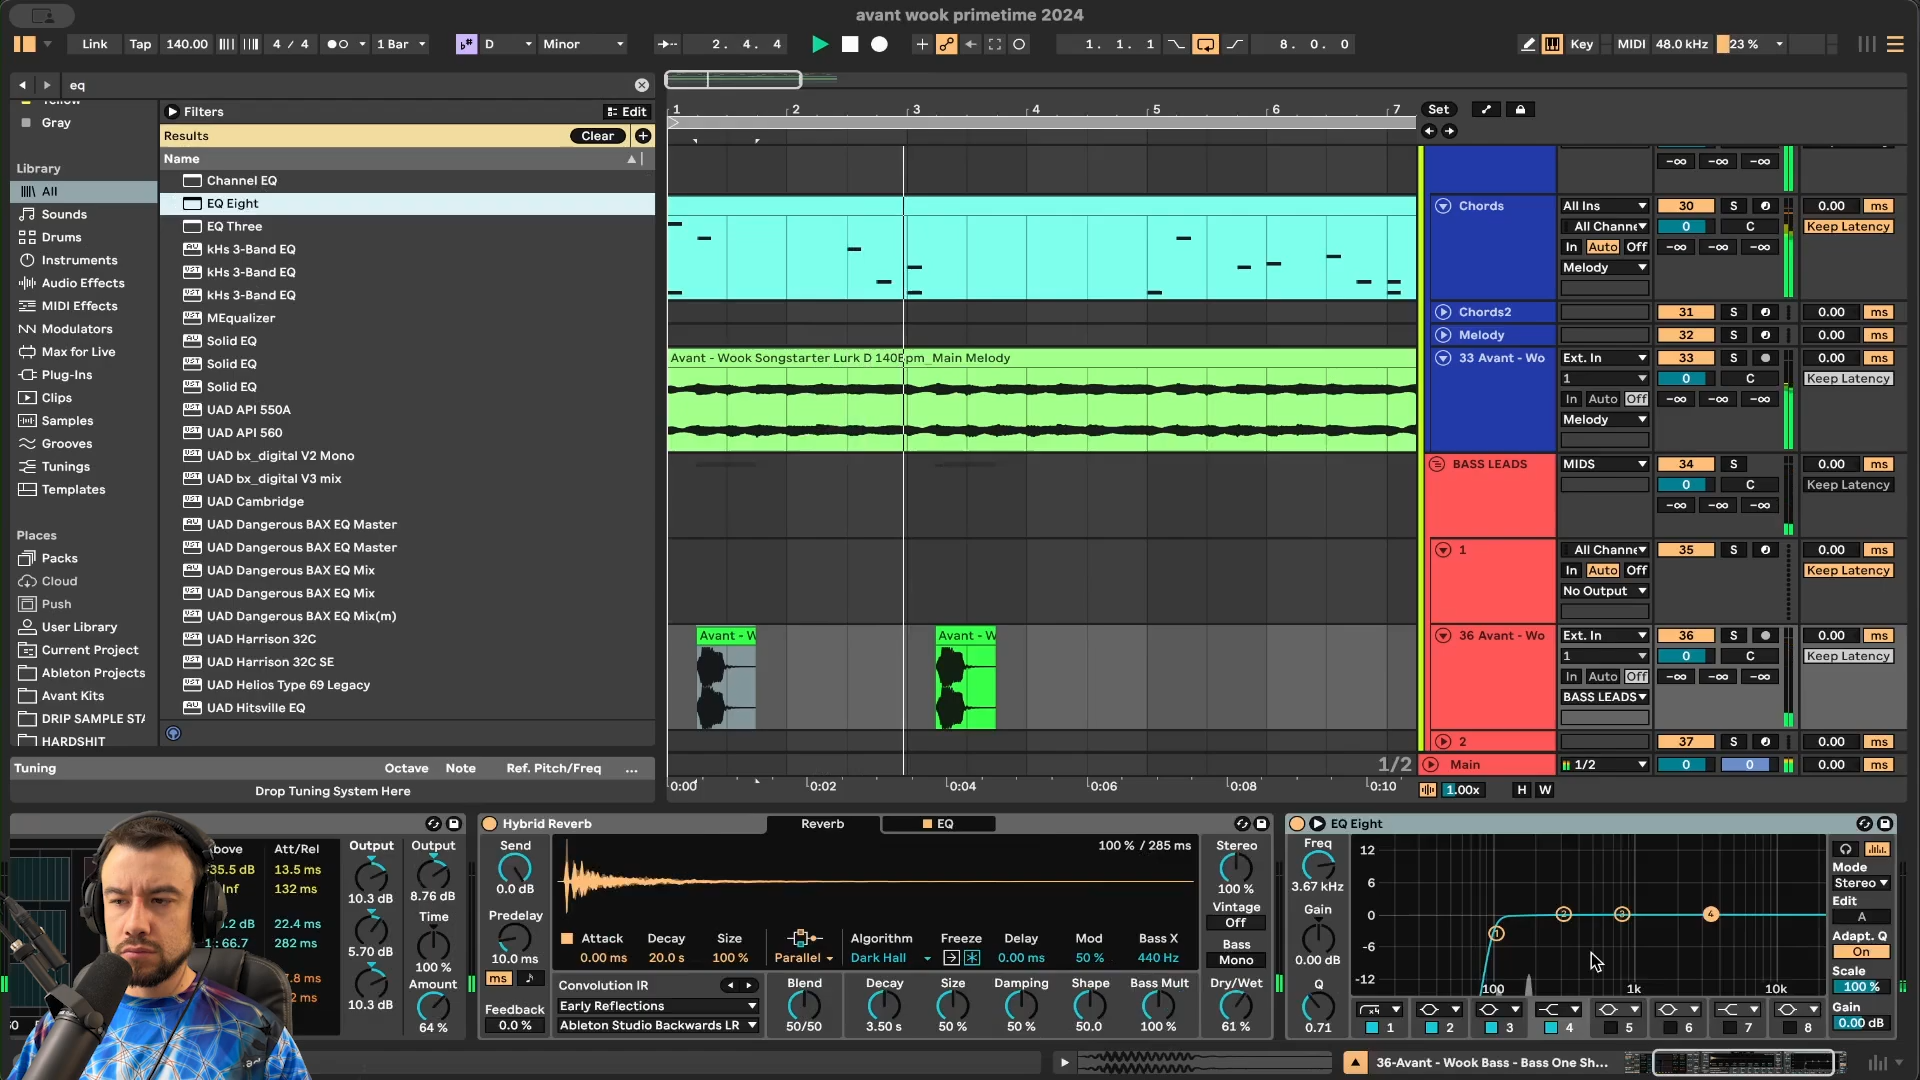 avant wook primetime 2024
Link Tap 140.00 4 / 4 1 Bar D Minor 2. 4. 4 1. 1. 1 8. 0. 0 Key MIDI 48.0 kHz 23 %
eq
Gray
Library
All
Sounds
Drums
Instruments
Audio Effects
MIDI Effects
Modulators
Max for Live
Plug-Ins
Clips
Samples
Grooves
Tunings
Templates
Places
Packs
Cloud
Push
User Library
Current Project
Ableton Projects
Avant Kits
DRIP SAMPLE STA
HARDSHIT
Filters Edit
Results Clear
Name
Channel EQ
EQ Eight
EQ Three
kHs 3-Band EQ
kHs 3-Band EQ
kHs 3-Band EQ
MEqualizer
Solid EQ
Solid EQ
Solid EQ
UAD API 550A
UAD API 560
UAD bx_digital V2 Mono
UAD bx_digital V3 mix
UAD Cambridge
UAD Dangerous BAX EQ Master
UAD Dangerous BAX EQ Master
UAD Dangerous BAX EQ Mix
UAD Dangerous BAX EQ Mix
UAD Dangerous BAX EQ Mix(m)
UAD Harrison 32C
UAD Harrison 32C SE
UAD Helios Type 69 Legacy
UAD Hitsville EQ
Tuning Octave Note Ref. Pitch/Freq ...
Drop Tuning System Here
1 2 3 4 5 6 7 Set
-∞ -∞ -∞
Chords All Ins 30 S 0.00 ms
All Channe 0 C Keep Latency
In Auto Off -∞ -∞ -∞
Melody
Chords2 31 S 0.00 ms
Melody 32 S 0.00 ms
Avant - Wook Songstarter Lurk D 140Bpm_Main Melody
33 Avant - Wo Ext. In 33 S 0.00 ms
1 0 C Keep Latency
In Auto Off -∞ -∞ -∞
Melody
BASS LEADS MIDS 34 S 0.00 ms
0 C Keep Latency
-∞ -∞ -∞
1 All Channe 35 S 0.00 ms
In Auto Off Keep Latency
No Output
Avant - W Avant - W
36 Avant - Wo Ext. In 36 S 0.00 ms
1 0 C Keep Latency
In Auto Off -∞ -∞ -∞
BASS LEADS
2 37 S 0.00 ms
1/2 Main 1/2 0 0 0.00 ms
0:00 0:02 0:04 0:06 0:08 0:10 1.00x H W
Att/Rel
13.5 ms
132 ms
22.4 ms
282 ms
Output
10.3 dB
5.70 dB
10.3 dB
Output
8.76 dB
Time
100 %
Amount
64 %
Hybrid Reverb Reverb EQ
Send
0.0 dB
Predelay
10.0 ms
ms
Feedback
0.0 %
100 % / 285 ms
Attack Decay Size Algorithm Freeze Delay Mod Bass X
0.00 ms 20.0 s 100 % Parallel Dark Hall 0.00 ms 50 % 440 Hz
Convolution IR
Early Reflections
Ableton Studio Backwards LR
Blend Decay Size Damping Shape Bass Mult
50/50 3.50 s 50 % 50 % 50.0 100 %
Stereo
100 %
Vintage
Off
Bass
Mono
Dry/Wet
61 %
EQ Eight
Freq
3.67 kHz
Gain
0.00 dB
Q
0.71
12
6
0
-6
-12
1 2 3 4
100 1k 10k
x4
1 2 3 4 5 6 7 8
Mode
Stereo
Edit
A
Adapt. Q
On
Scale
100 %
Gain
0.00 dB
36-Avant - Wook Bass - Bass One Sh...